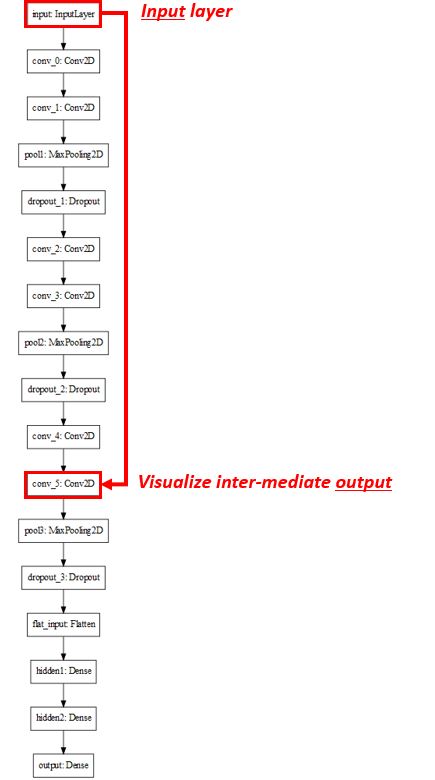 input: InputLayer
Input layer
conv_0: Conv2D
conv_1: Conv2D
pool1: MaxPooling2D
dropout_1: Dropout
conv_2: Conv2D
conv_3: Conv2D
pool2: MaxPooling2D
dropout_2: Dropout
conv_4: Conv2D
conv_5: Conv2D
Visualize inter-mediate output
pool3: MaxPooling2D
dropout_3: Dropout
flat_input: Flatten
hidden1: Dense
hidden2: Dense
output: Dense